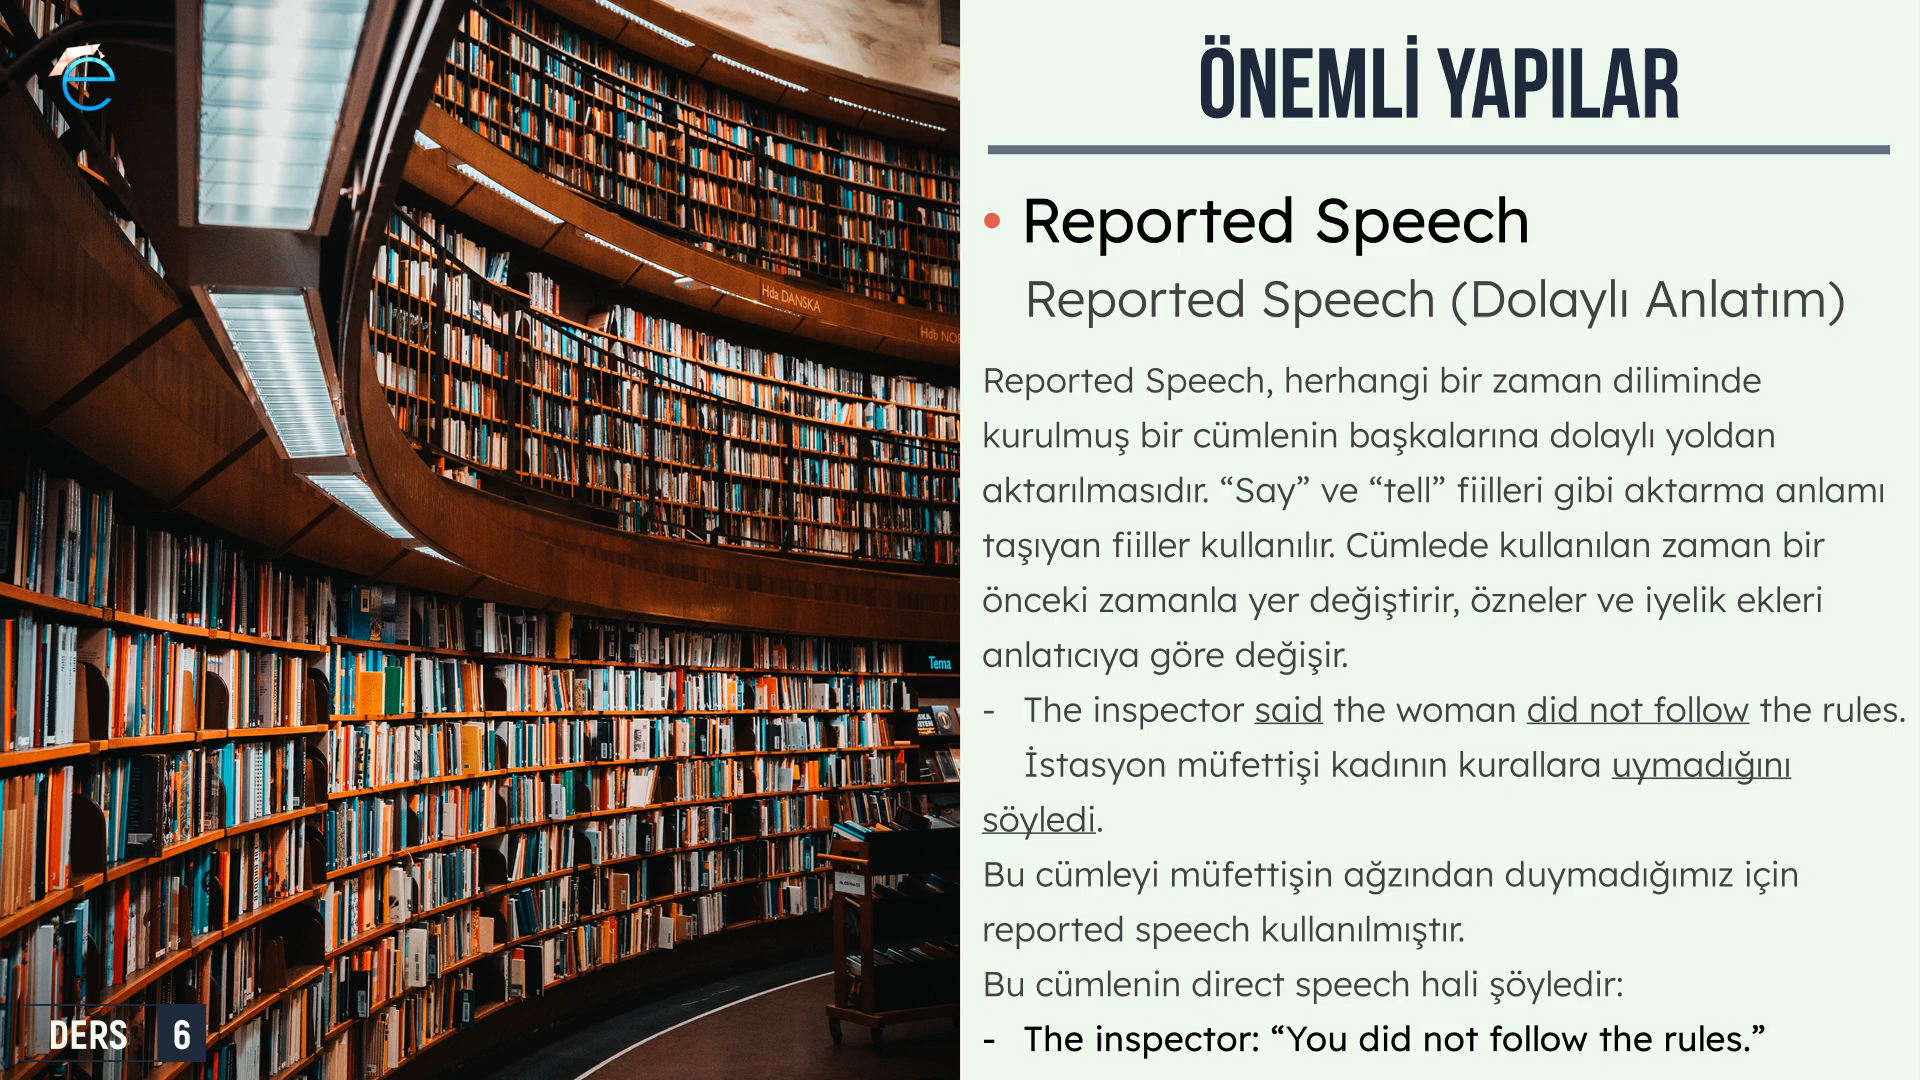 ÖNEMLİ YAPILAR
• Reported Speech
Reported Speech (Dolaylı Anlatım)
Reported Speech, herhangi bir zaman diliminde
kurulmuş bir cümlenin başkalarına dolaylı yoldan
aktarılmasıdır. “Say” ve “tell” fiilleri gibi aktarma anlamı
taşıyan fiiller kullanılır. Cümlede kullanılan zaman bir
önceki zamanla yer değiştirir, özneler ve iyelik ekleri
anlatıcıya göre değişir.
- The inspector said the woman did not follow the rules.
İstasyon müfettişi kadının kurallara uymadığını
söyledi.
Bu cümleyi müfettişin ağzından duymadığımız için
reported speech kullanılmıştır.
Bu cümlenin direct speech hali şöyledir:
- The inspector: “You did not follow the rules.”
Hda DANSKA
Hdb
Tema
DERS 6